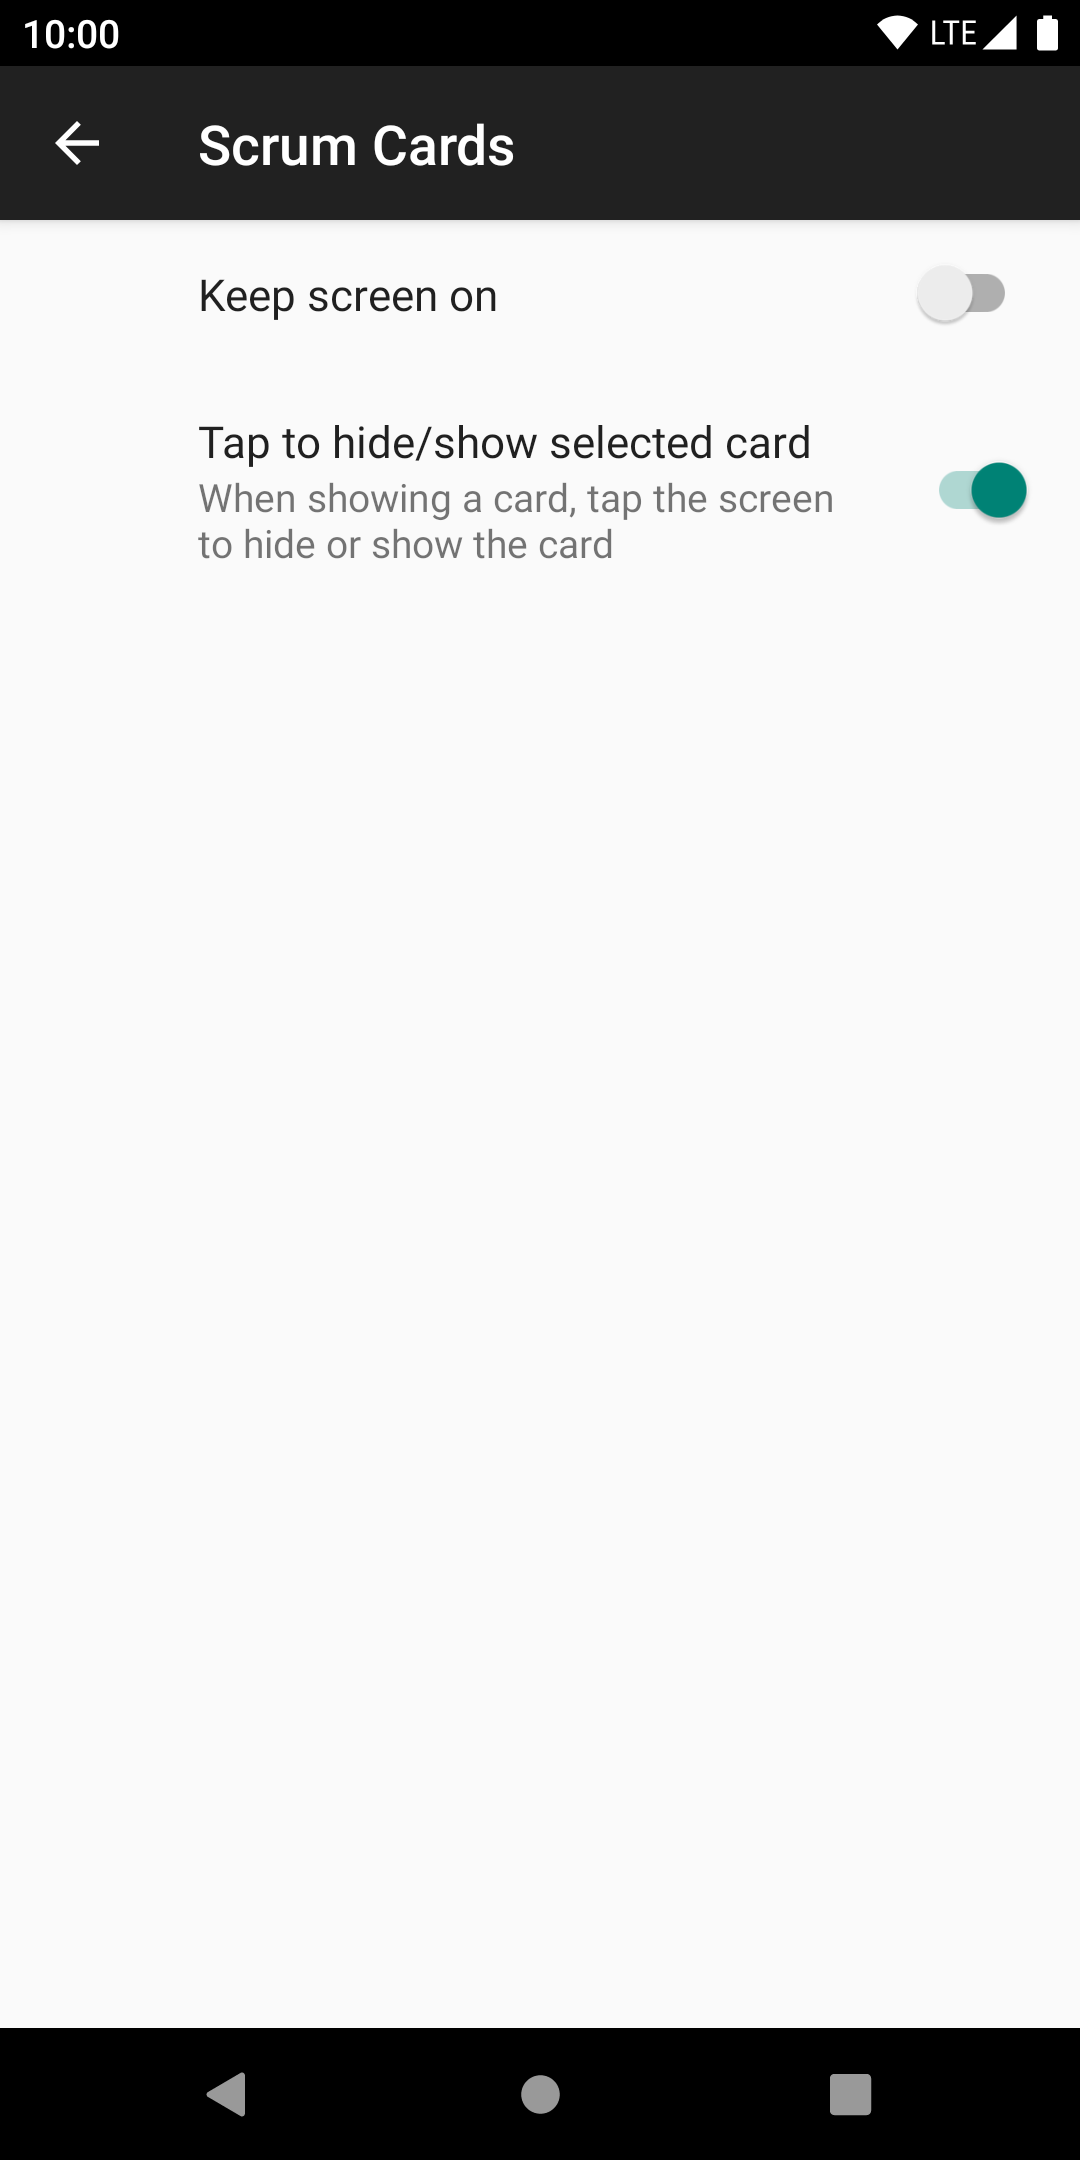 10:00
LTE
Scrum Cards
Keep screen on
Tap to hide/show selected card
When showing a card, tap the screen
to hide or show the card